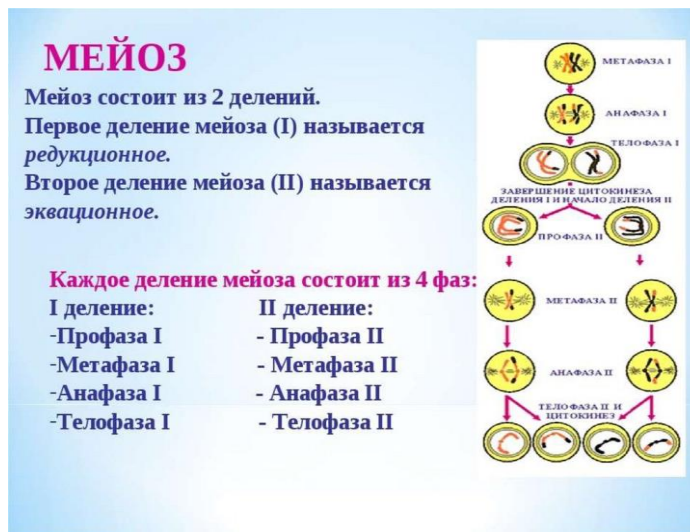 МЕЙОЗ
Мейоз состоит из 2 делений.
Первое деление мейоза (I) называется
редукционное.
Второе деление мейоза (II) называется
эквационное.
Каждое деление мейоза состоит из 4 фаз:
I деление: II деление:
-Профаза I - Профаза II
-Метафаза I - Метафаза II
-Анафаза I - Анафаза II
-Телофаза I - Телофаза II
МЕТАФАЗА I
АНАФАЗА I
ТЕЛОФАЗА I
ЗАВЕРШЕНИЕ ЦИТОКИНЕЗА
ДЕЛЕНИЯ I И НАЧАЛО ДЕЛЕНИЯ II
ПРОФАЗА II
МЕТАФАЗА II
АНАФАЗА II
ТЕЛОФАЗА II И
ЦИТОКИНЕЗ